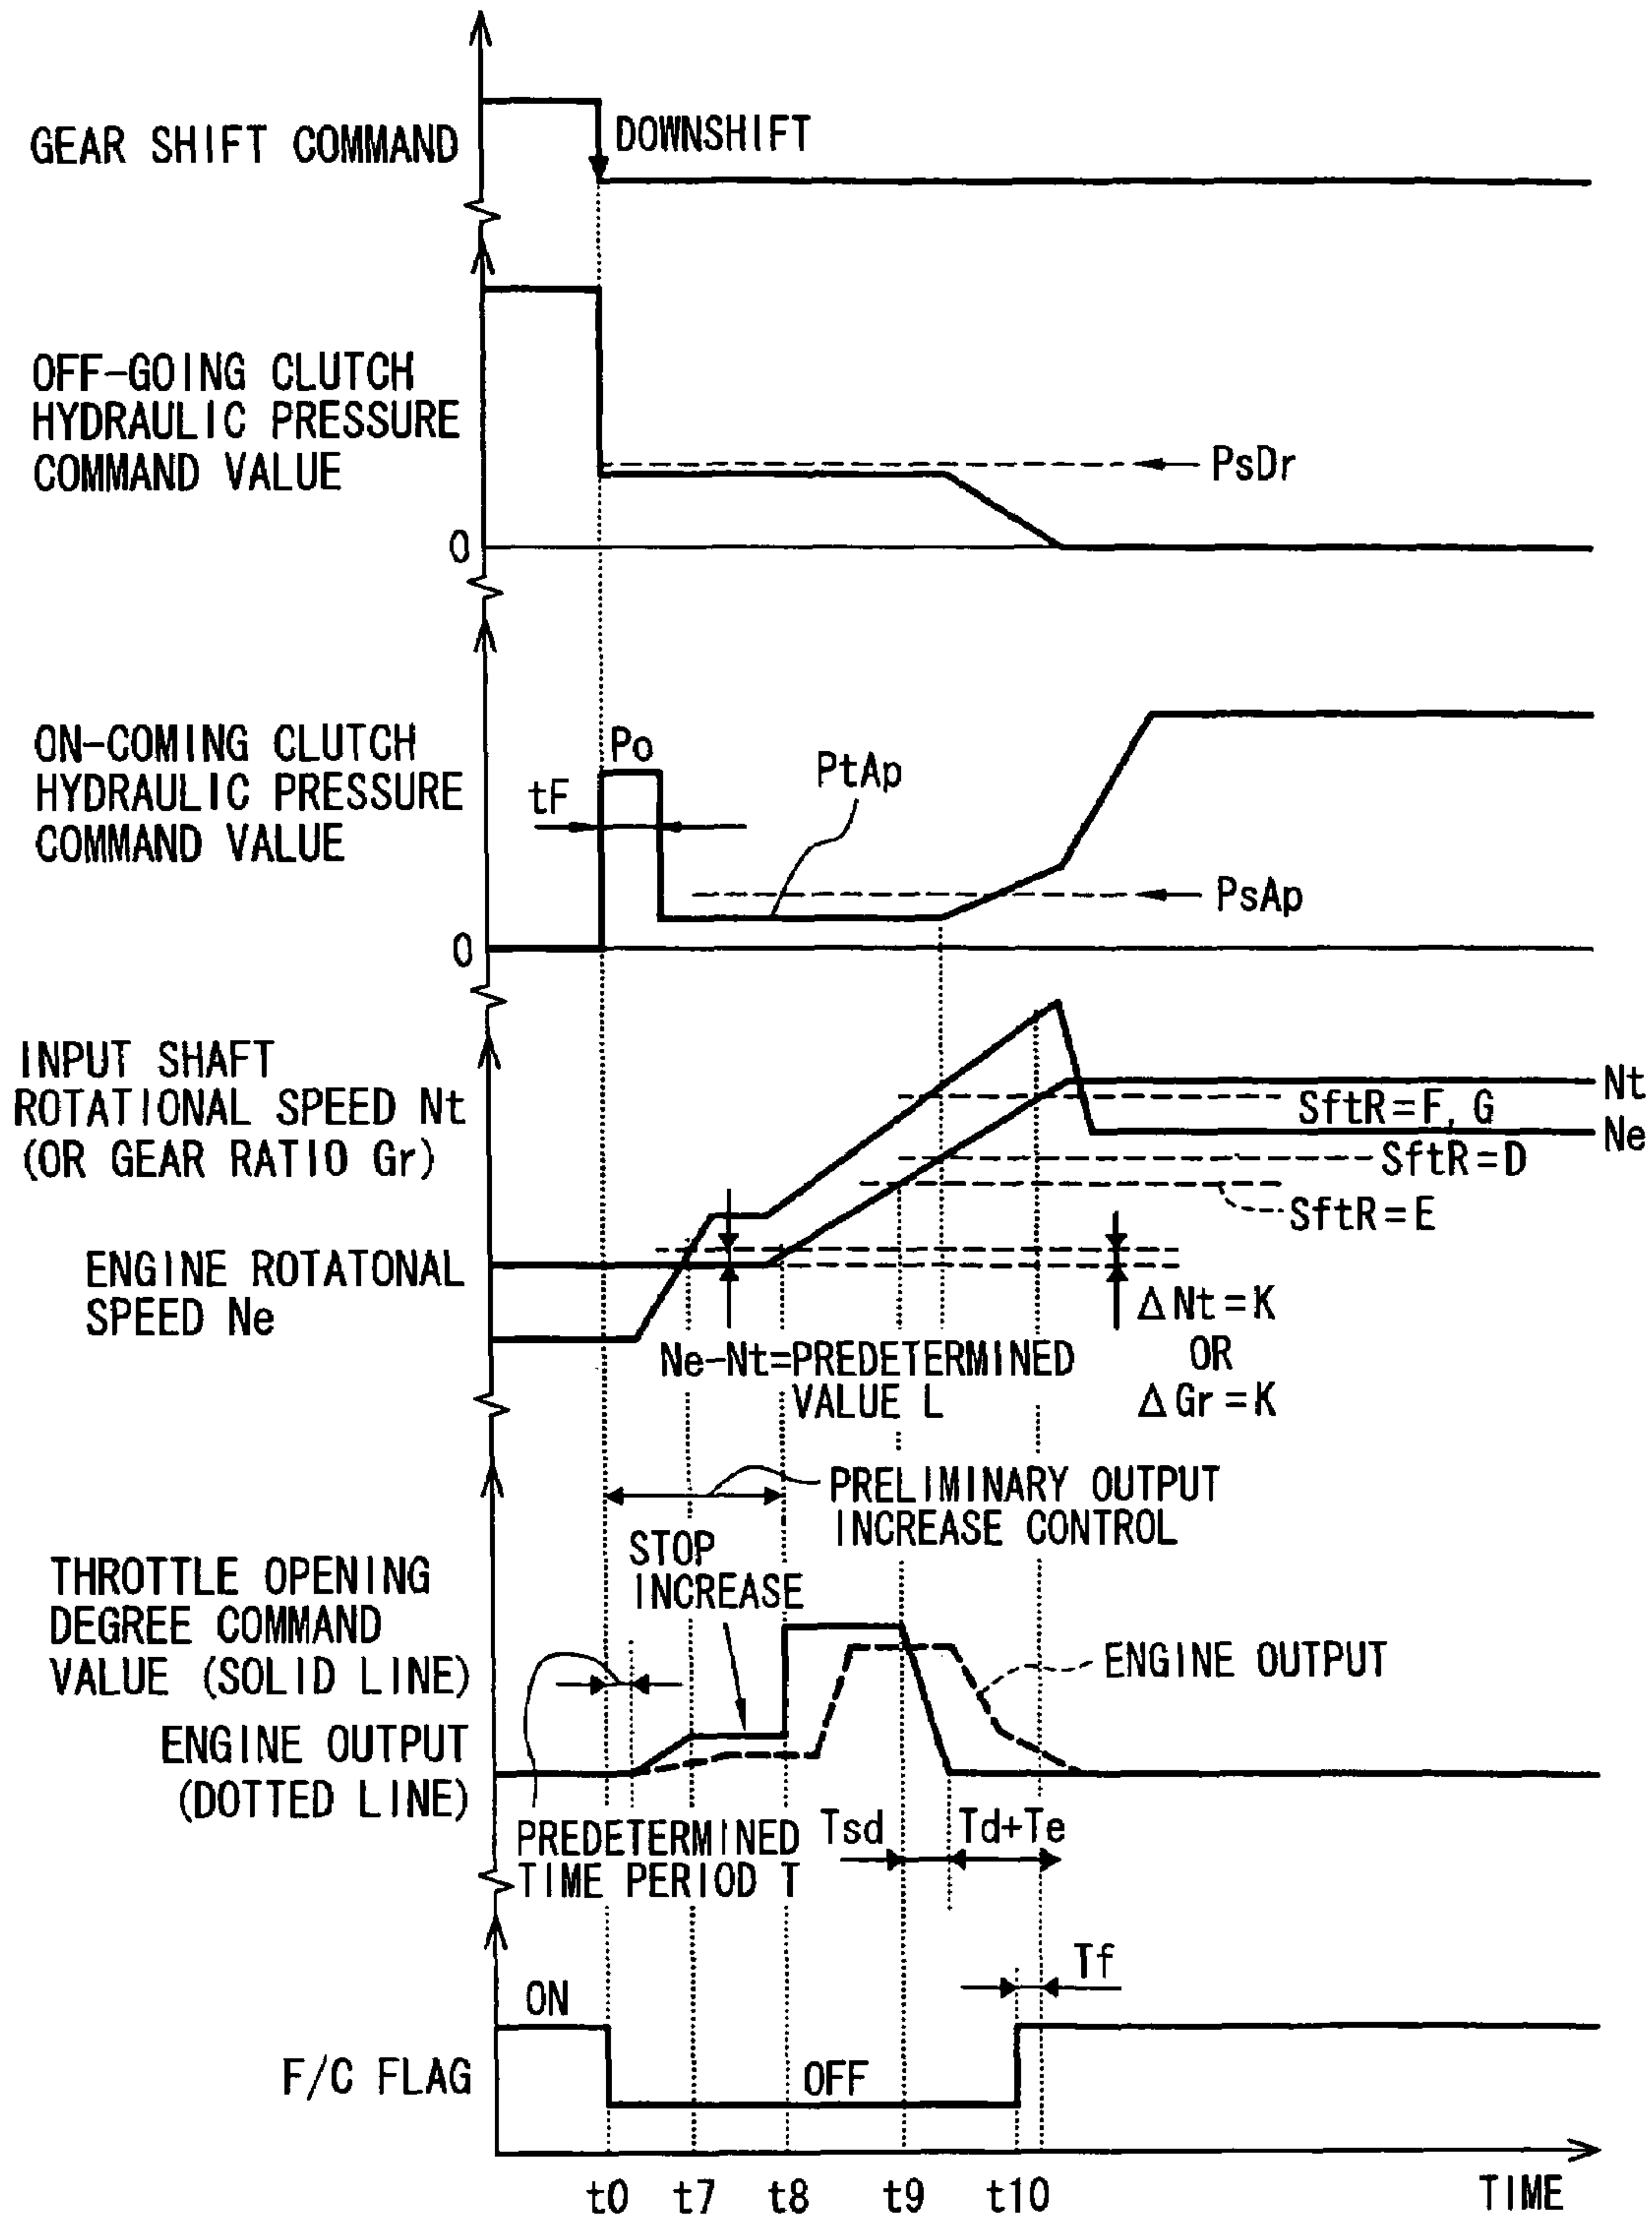 GEAR SHIFT COMMAND
DOWNSHIFT
OFF-GOING CLUTCH
HYDRAULIC PRESSURE
COMMAND VALUE
PsDr
0
ON-COMING CLUTCH
HYDRAULIC PRESSURE
COMMAND VALUE
Po
tF
PtAp
PsAp
0
INPUT SHAFT
ROTATIONAL SPEED Nt
(OR GEAR RATIO Gr)
Nt
SftR=F, G
Ne
SftR=D
SftR=E
ENGINE ROTATONAL
SPEED Ne
Ne-Nt=PREDETERMINED
VALUE L
ΔNt=K
OR
ΔGr=K
PRELIMINARY OUTPUT
INCREASE CONTROL
STOP
INCREASE
THROTTLE OPENING
DEGREE COMMAND
VALUE (SOLID LINE)
ENGINE OUTPUT
ENGINE OUTPUT
(DOTTED LINE)
PREDETERMINED
TIME PERIOD T
Tsd
Td+Te
Tf
ON
F/C FLAG
OFF
t0 t7 t8 t9 t10
TIME